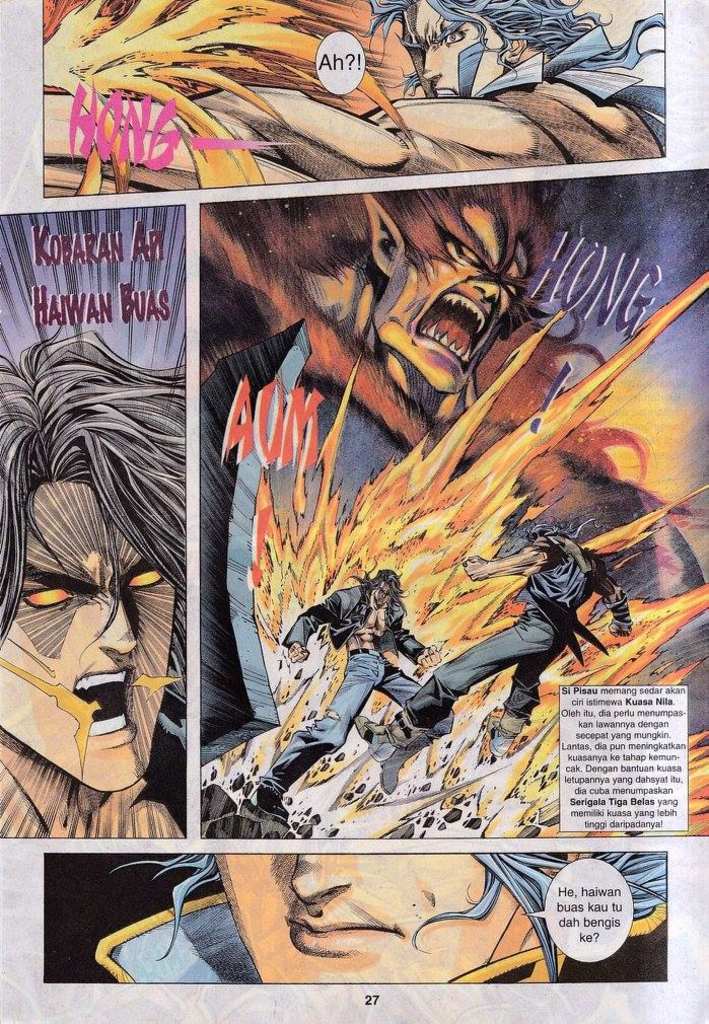 Ah?!
HONG
KOBARAN API
HAIWAN BUAS
HONG
!
AUM
!
Si Pisau memang sedar akan
ciri istimewa Kuasa Nila.
Oleh itu, dia perlu menumpas-
kan lawannya dengan
secepat yang mungkin.
Lantas, dia pun meningkatkan
kuasanya ke tahap kemun-
cak. Dengan bantuan kuasa
letupannya yang dahsyat itu,
dia cuba menumpaskan
Serigala Tiga Belas yang
memiliki kuasa yang lebih
tinggi daripadanya!
He, haiwan
buas kau tu
dah bengis
ke?
27